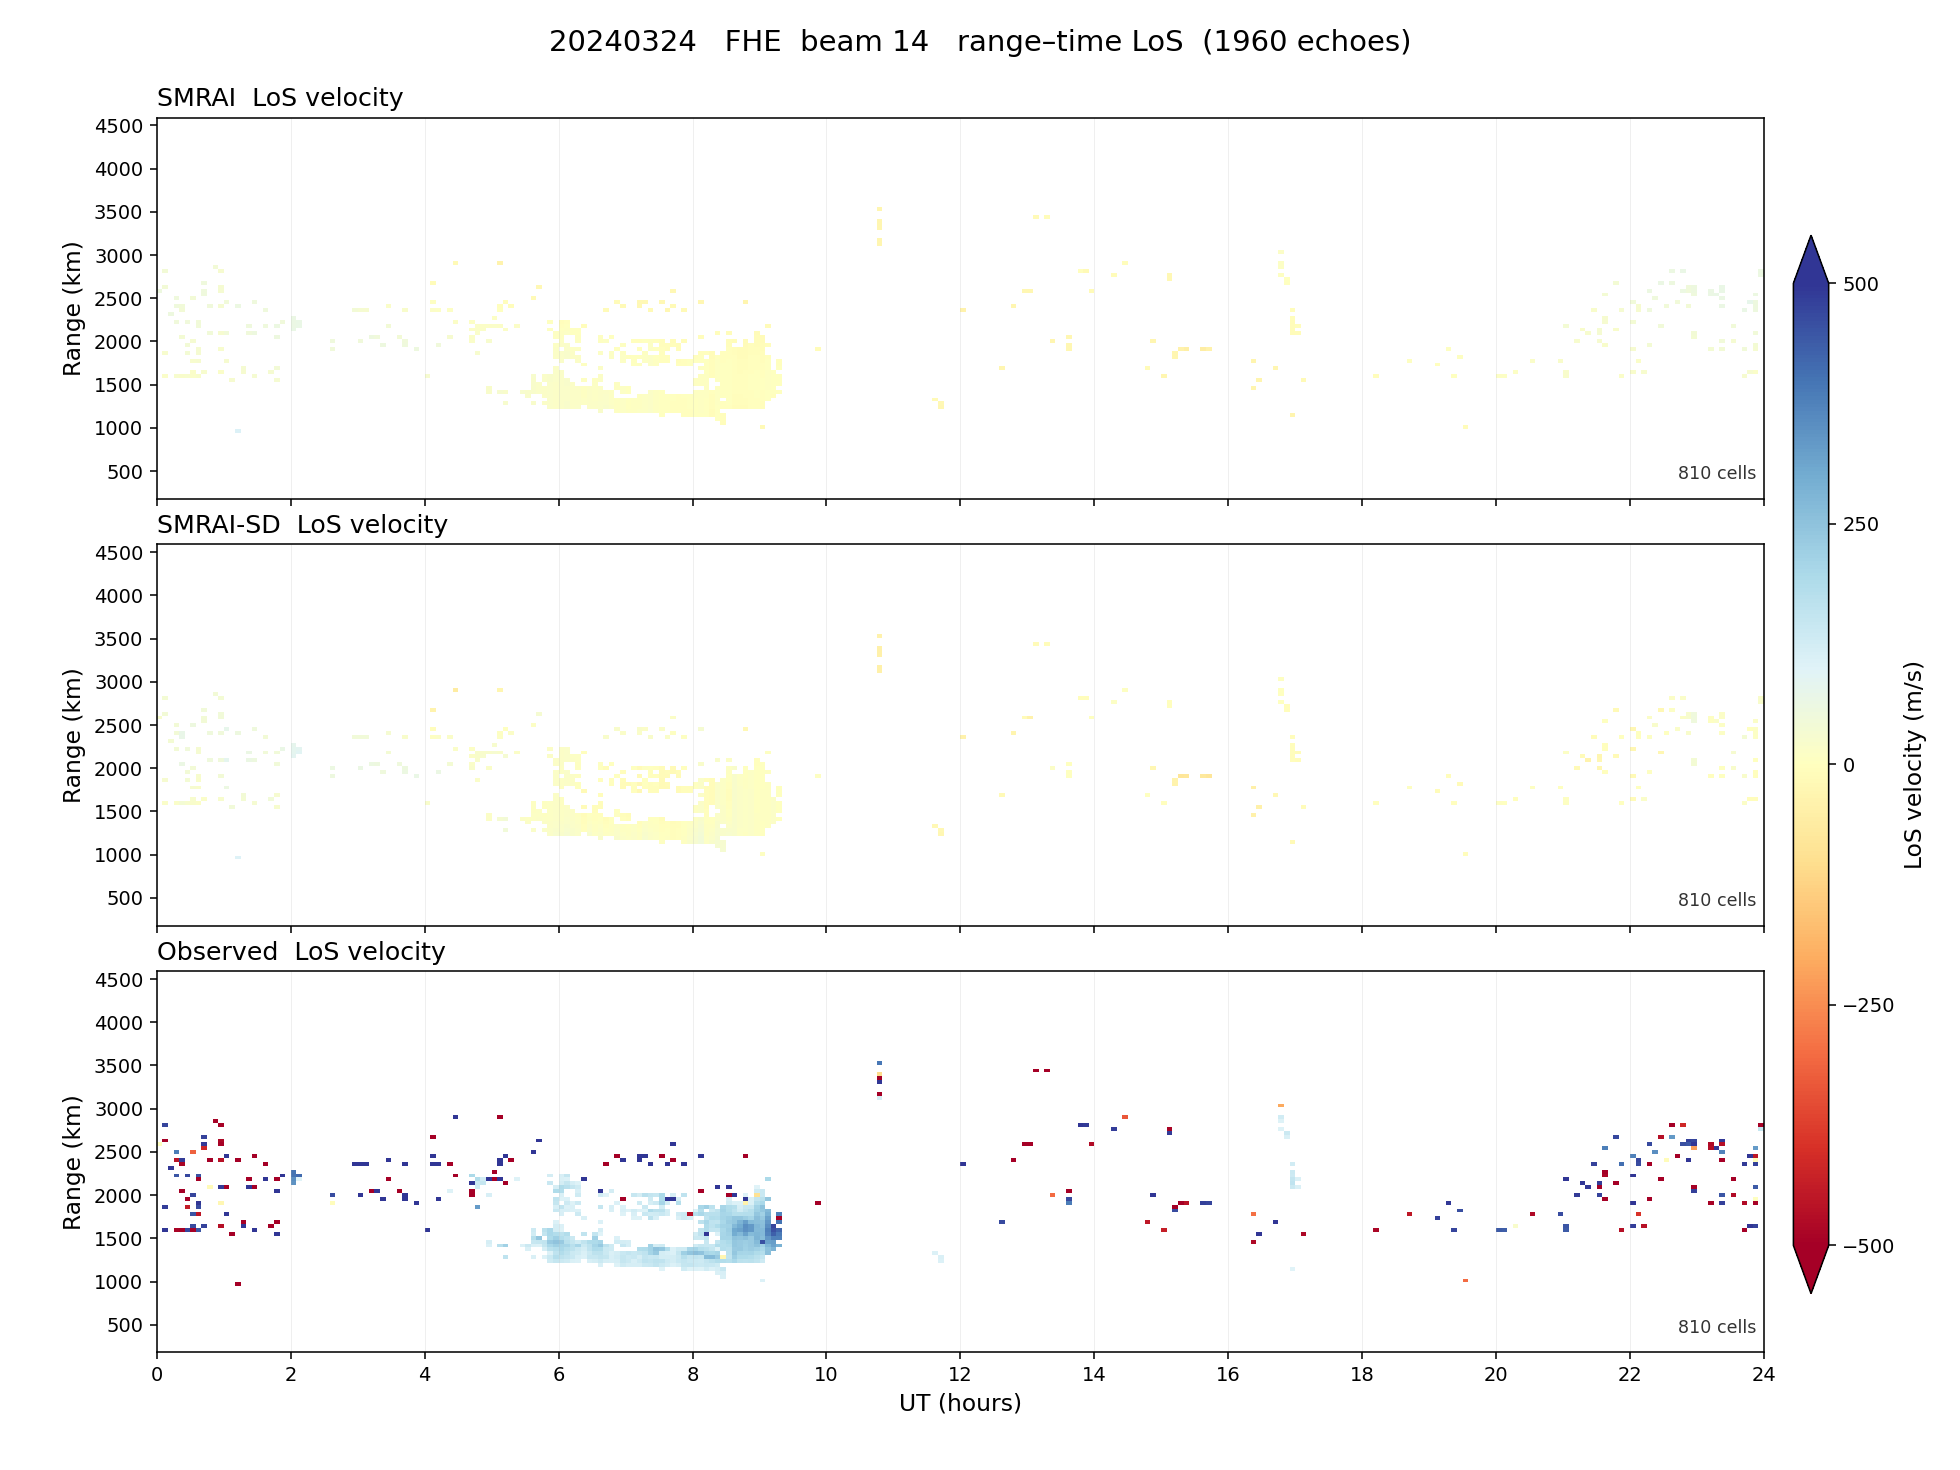 20240324   FHE  beam 14   range–time LoS  (1960 echoes)
SMRAI  LoS velocity
4500
4000
3500
3000
2500
2000
1500
1000
500
Range (km)
810 cells
SMRAI-SD  LoS velocity
4500
4000
3500
3000
2500
2000
1500
1000
500
Range (km)
810 cells
Observed  LoS velocity
4500
4000
3500
3000
2500
2000
1500
1000
500
Range (km)
810 cells
0 2 4 6 8 10 12 14 16 18 20 22 24
UT (hours)
500
250
0
−250
−500
LoS velocity (m/s)